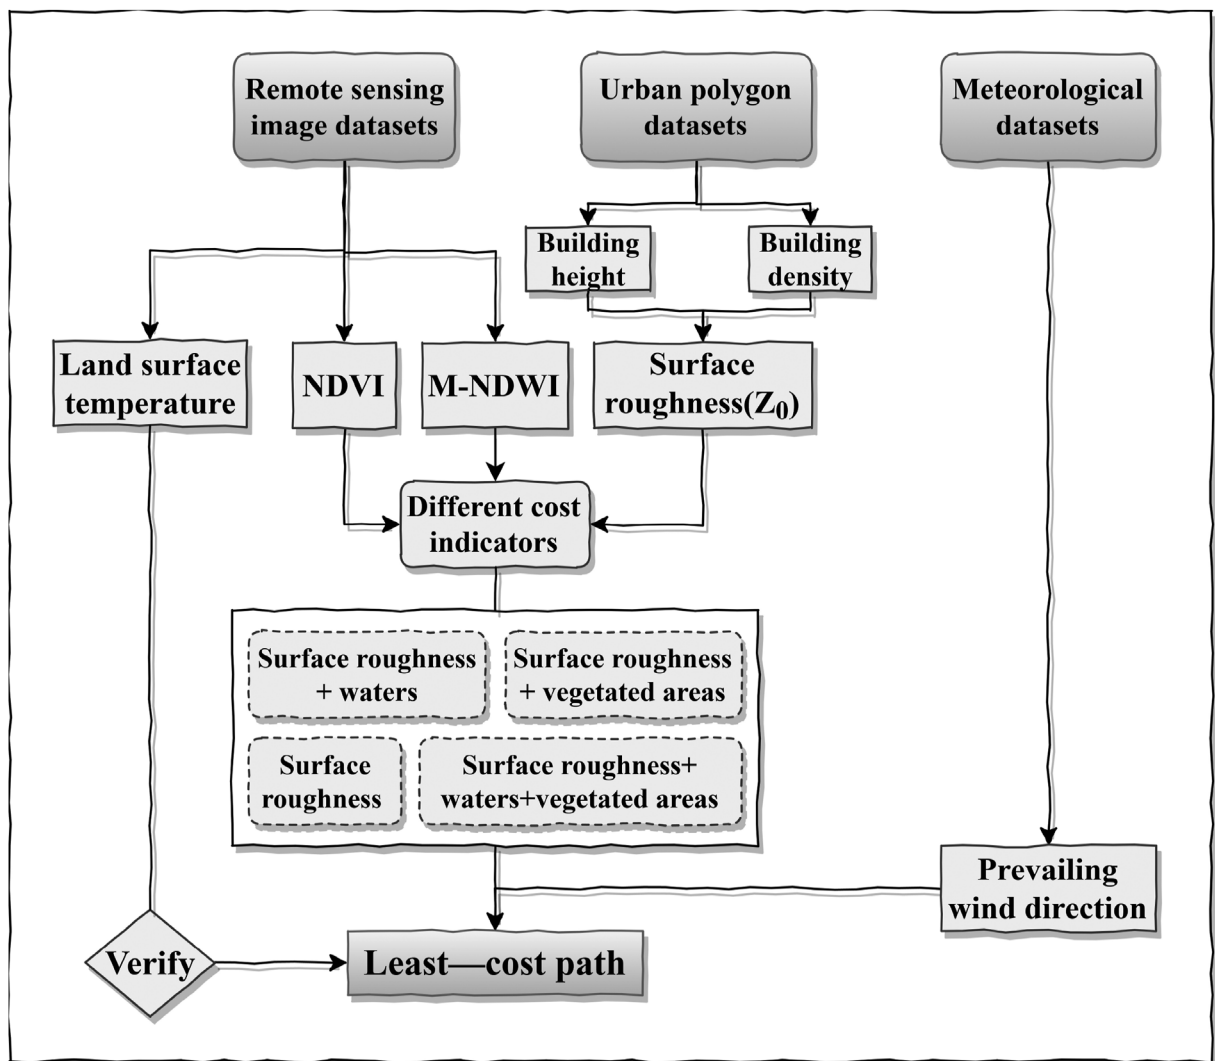 Remote sensing
image datasets
Urban polygon
datasets
Meteorological
datasets
Building
height
Building
density
Land surface
temperature
NDVI
M-NDWI
Surface
roughness(Z₀)
Different cost
indicators
Surface roughness
+ waters
Surface roughness
+ vegetated areas
Surface
roughness
Surface roughness+
waters+vegetated areas
Prevailing
wind direction
Verify
Least—cost path